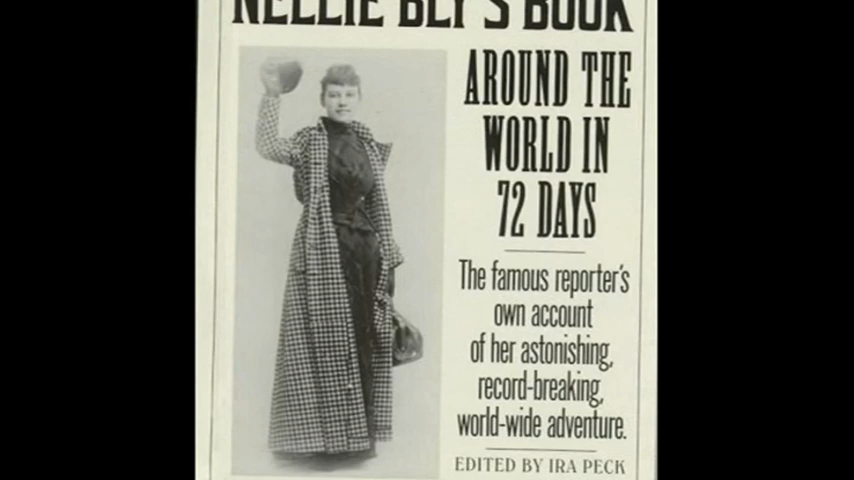 NELLIE BLY'S BOOK
AROUND THE
WORLD IN
72 DAYS
The famous reporter's
own account
of her astonishing,
record-breaking,
world-wide adventure.
EDITED BY IRA PECK